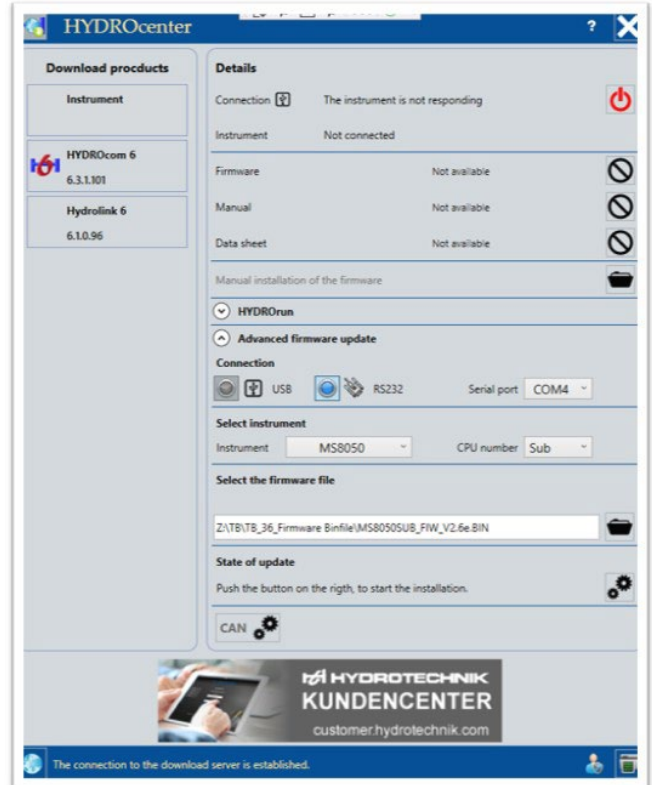 HYDROcenter ?
Download procducts
Instrument
HYDROcom 6
6.3.1.101
Hydrolink 6
6.1.0.96
Details
Connection The instrument is not responding
Instrument Not connected
Firmware Not available
Manual Not available
Data sheet Not available
Manual installation of the firmware
HYDROrun
Advanced firmware update
Connection
USB RS232 Serial port COM4
Select instrument
Instrument MS8050 CPU number Sub
Select the firmware file
Z:\TB\TB_36_Firmware Binfile\MS8050SUB_FIW_V2.6e.BIN
State of update
Push the button on the rigth, to start the installation.
CAN
HYDROTECHNIK
KUNDENCENTER
customer.hydrotechnik.com
The connection to the download server is established.